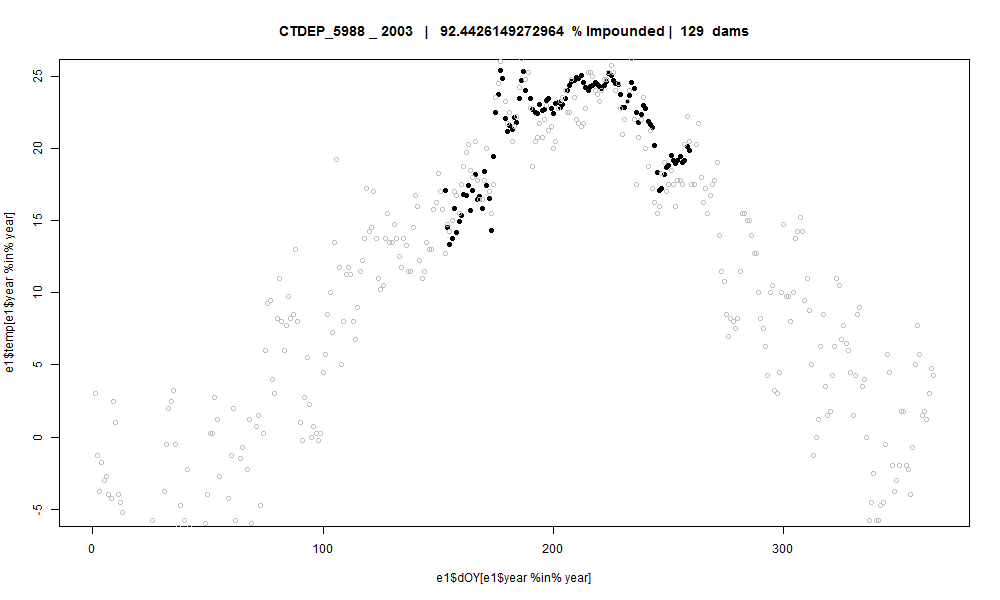 CTDEP_5988 _ 2003 | 92.4426149272964 % Impounded | 129 dams
25
20
15
10
5
0
-5
e1$temp[e1$year %in% year]
0 100 200 300
e1$dOY[e1$year %in% year]